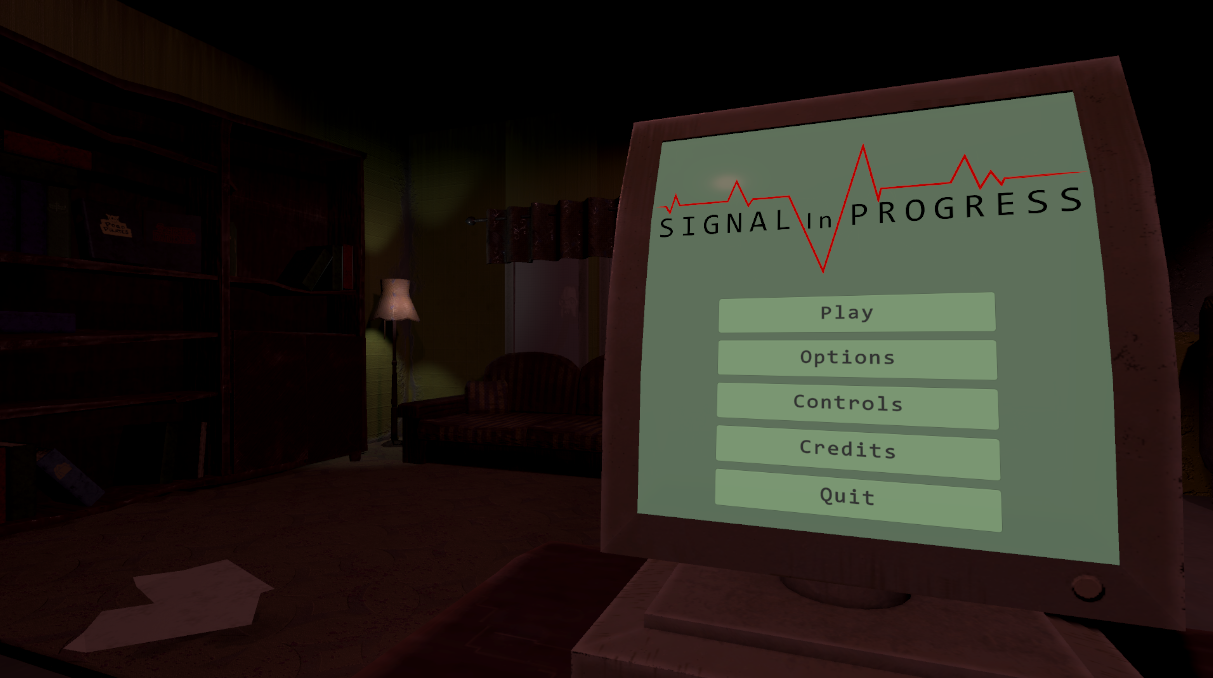 SIGNAL In PROGRESS
Play
Options
Controls
Credits
Quit